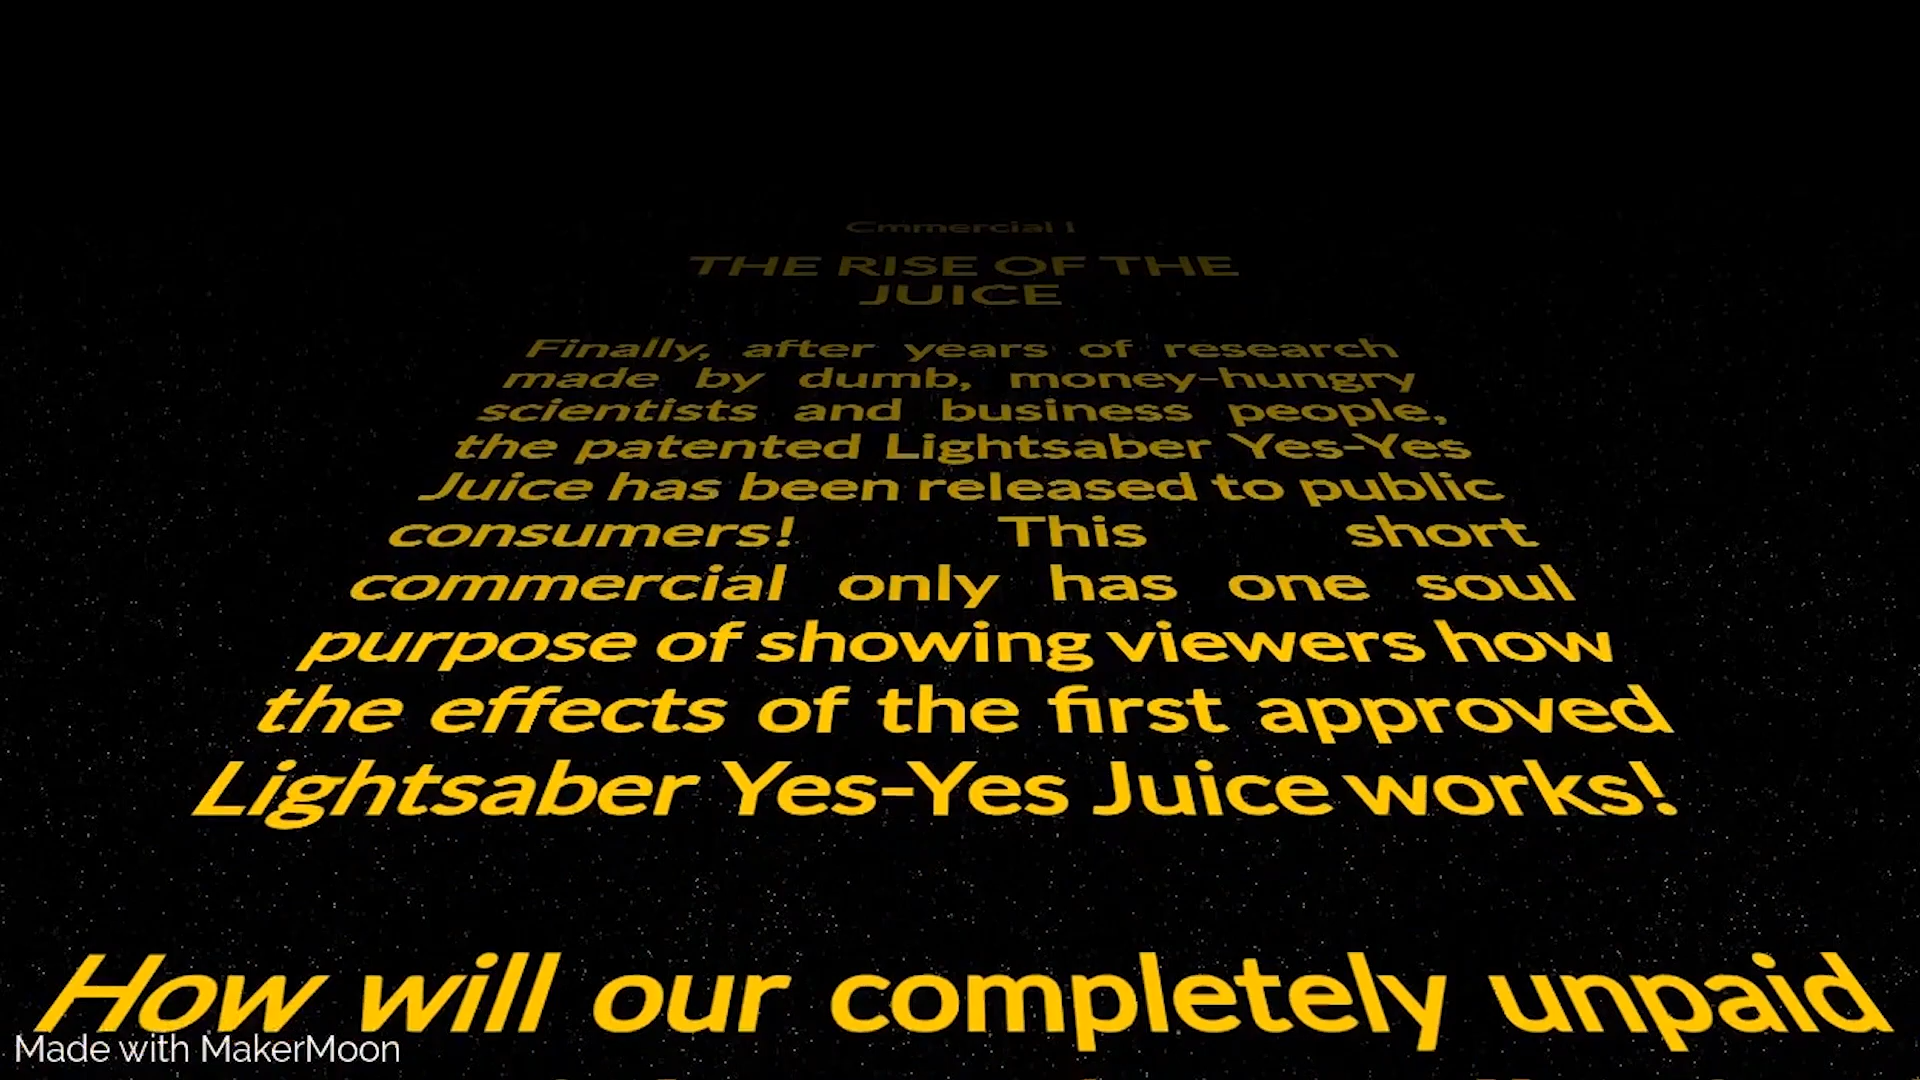 Cmmercial I
THE RISE OF THE
JUICE
Finally, after years of research
made by dumb, money-hungry
scientists and business people,
the patented Lightsaber Yes-Yes
Juice has been released to public
consumers! This short
commercial only has one soul
purpose of showing viewers how
the effects of the first approved
Lightsaber Yes-Yes Juice works!
How will our completely unpaid
Made with MakerMoon